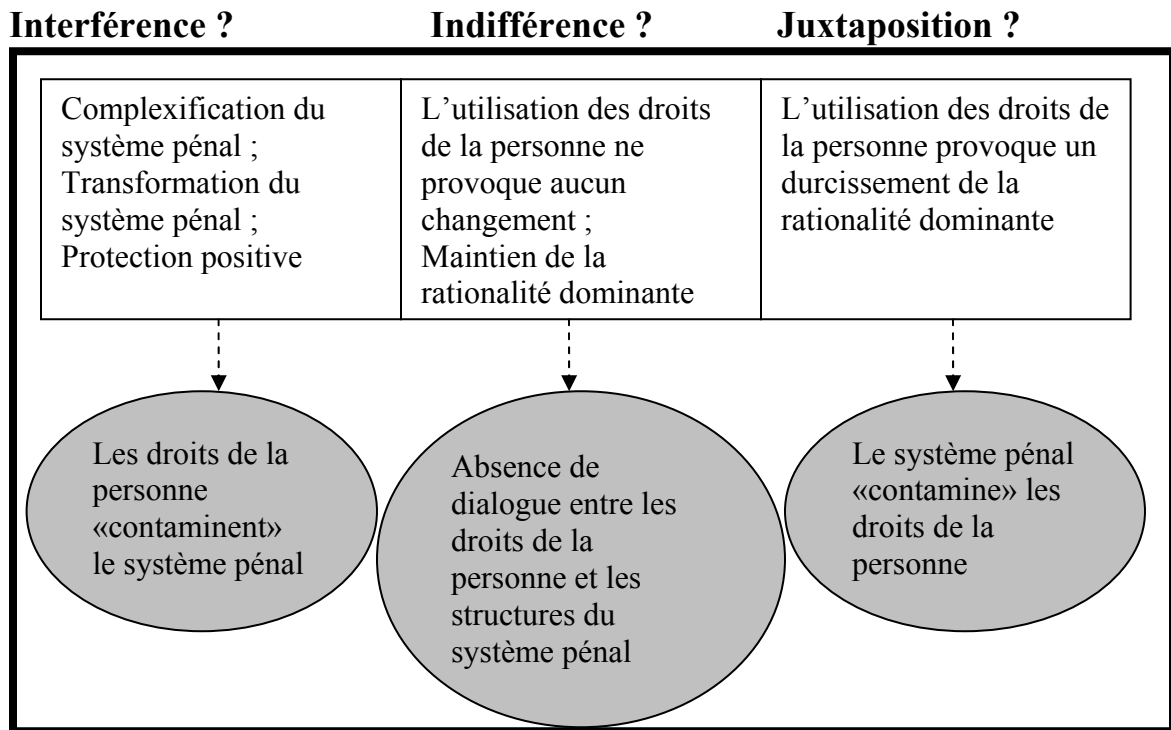 Interférence ? Indifférence ? Juxtaposition ?
Complexification du
système pénal ;
Transformation du
système pénal ;
Protection positive
L’utilisation des droits
de la personne ne
provoque aucun
changement ;
Maintien de la
rationalité dominante
L’utilisation des droits de
la personne provoque un
durcissement de la
rationalité dominante
Les droits de la
personne
«contaminent»
le système pénal
Absence de
dialogue entre les
droits de la
personne et les
structures du
système pénal
Le système pénal
«contamine» les
droits de la
personne